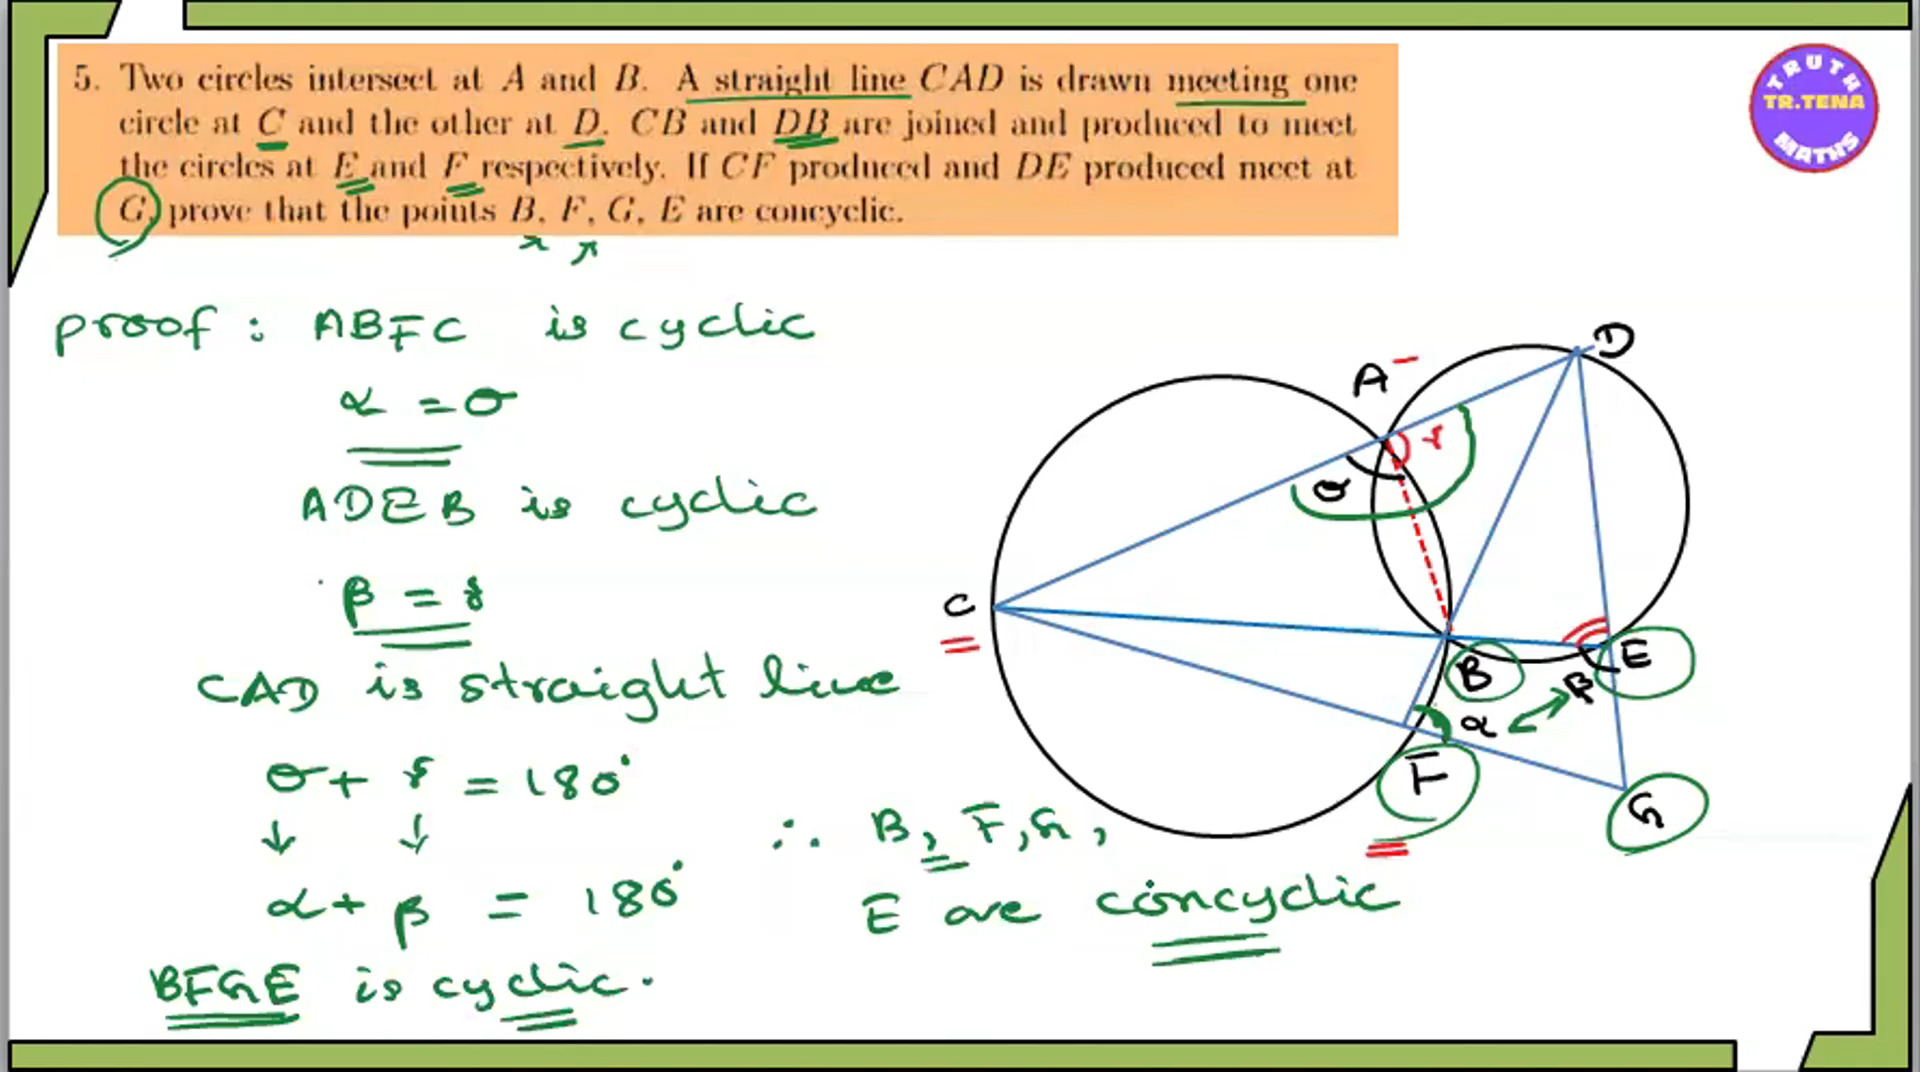 5. Two circles intersect at A and B. A straight line CAD is drawn meeting one
circle at C and the other at D. CB and DB are joined and produced to meet
the circles at E and F respectively. If CF produced and DE produced meet at
G, prove that the points B, F, G, E are concyclic.
TRUTH
TR.TENA
MATHS
proof : ABFC is cyclic
α = θ
ADEB is cyclic
β = γ
CAD is straight line
θ + γ = 180°
↓ ↓
α + β = 180°
BFGE is cyclic.
∴ B, F, G,
E are concyclic
D
A
γ
θ
C
B
E
β
α
F
G